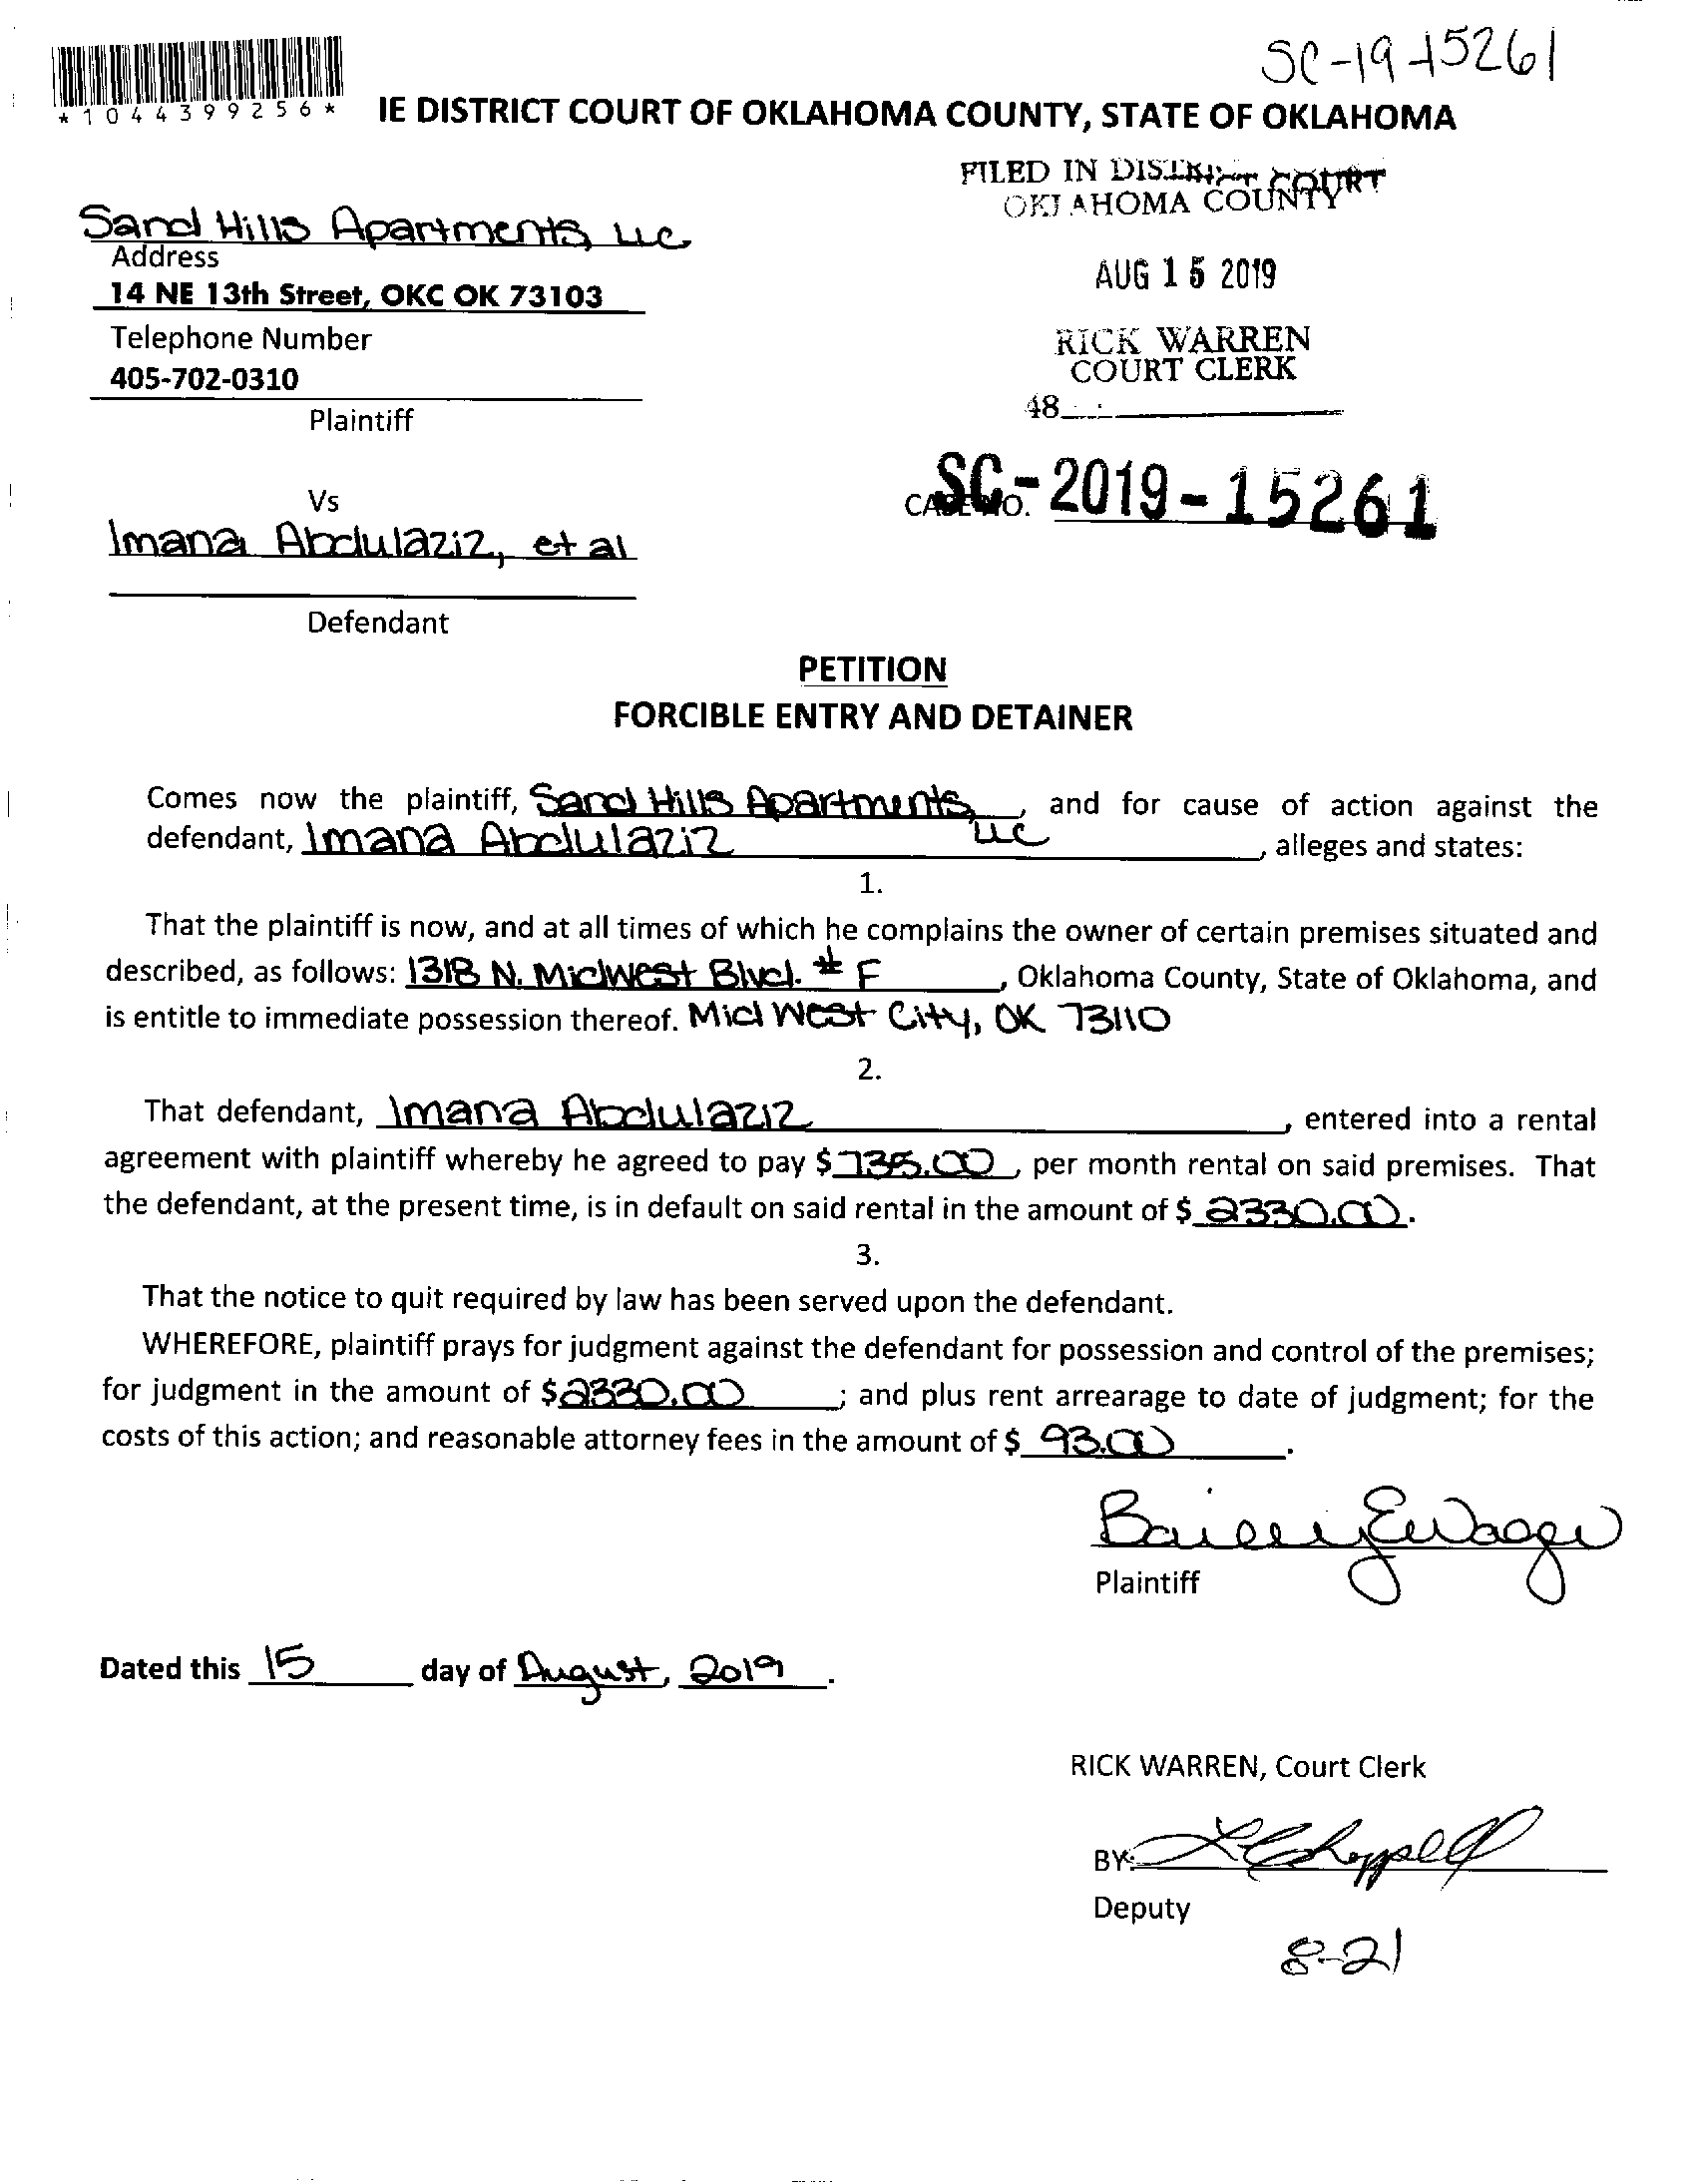 SC-19-15261
*1044399256*
IE DISTRICT COURT OF OKLAHOMA COUNTY, STATE OF OKLAHOMA
FILED IN DISTRICT COURT
OKLAHOMA COUNTY
Sand Hills Apartments, LLC
Address
14 NE 13th Street, OKC OK 73103
AUG 15 2019
Telephone Number
405-702-0310
RICK WARREN
COURT CLERK
Plaintiff
48
Vs
CASE NO. SC-2019-15261
Imana Abdulaziz, et al
Defendant
PETITION
FORCIBLE ENTRY AND DETAINER
Comes now the plaintiff, Sand Hills Apartments, LLC, and for cause of action against the
defendant, Imana Abdulaziz, alleges and states:
1.
That the plaintiff is now, and at all times of which he complains the owner of certain premises situated and
described, as follows: 1318 N. Midwest Blvd. # F, Oklahoma County, State of Oklahoma, and
is entitle to immediate possession thereof. Mid West City, OK 73110
2.
That defendant, Imana Abdulaziz, entered into a rental
agreement with plaintiff whereby he agreed to pay $735.00, per month rental on said premises. That
the defendant, at the present time, is in default on said rental in the amount of $2330.00.
3.
That the notice to quit required by law has been served upon the defendant.
WHEREFORE, plaintiff prays for judgment against the defendant for possession and control of the premises;
for judgment in the amount of $2330.00; and plus rent arrearage to date of judgment; for the
costs of this action; and reasonable attorney fees in the amount of $93.00.
Plaintiff
Dated this 15 day of August, 2019.
RICK WARREN, Court Clerk
BY:
Deputy
8-21